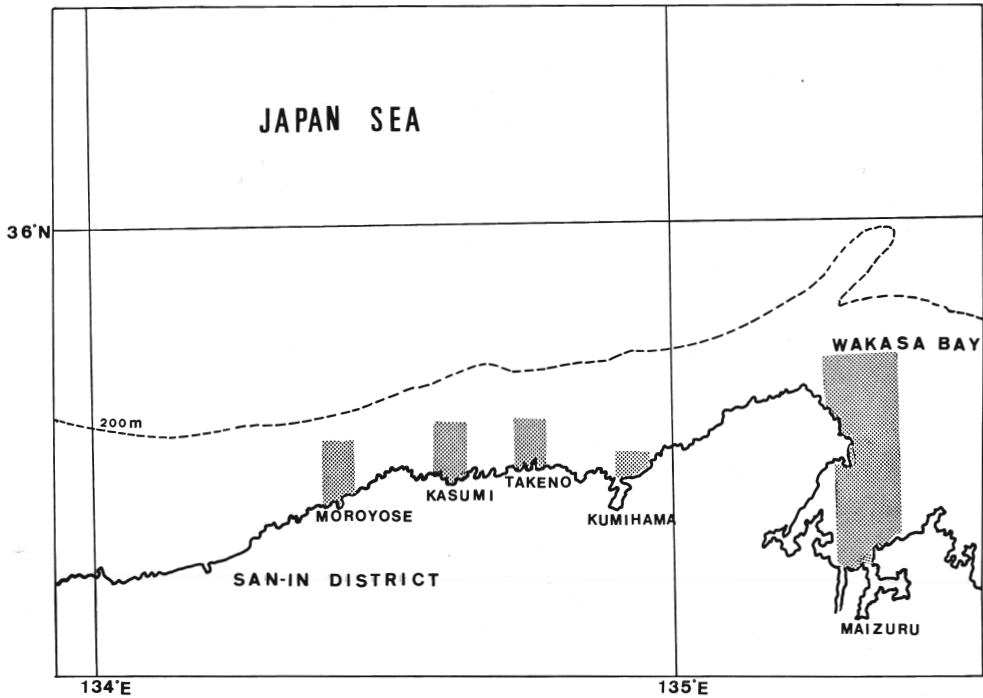 JAPAN SEA
36°N
WAKASA BAY
200m
KASUMI
TAKENO
MOROYOSE
KUMIHAMA
SAN-IN DISTRICT
MAIZURU
134°E
135°E